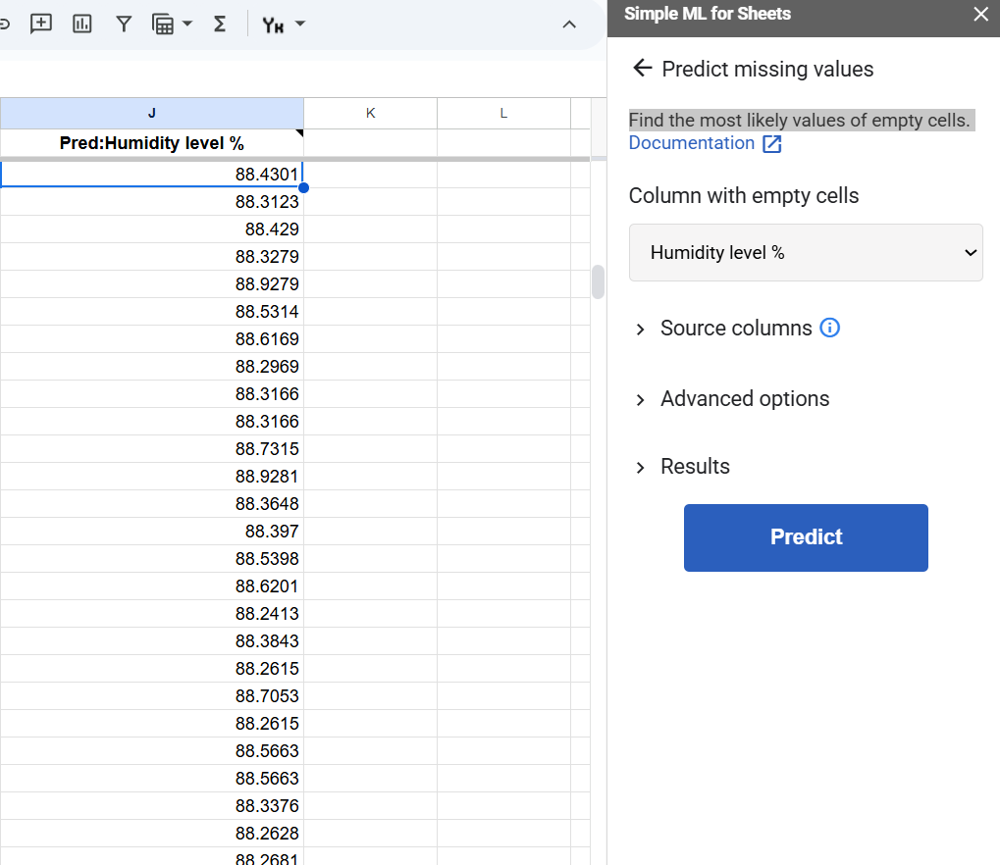 Simple ML for Sheets
Predict missing values
Find the most likely values of empty cells.
Documentation
Column with empty cells
Humidity level %
Source columns
Advanced options
Results
Predict
Σ
Yʜ
J K L
Pred:Humidity level %
88.4301
88.3123
88.429
88.3279
88.9279
88.5314
88.6169
88.2969
88.3166
88.3166
88.7315
88.9281
88.3648
88.397
88.5398
88.6201
88.2413
88.3843
88.2615
88.7053
88.2615
88.5663
88.5663
88.3376
88.2628
88.2681